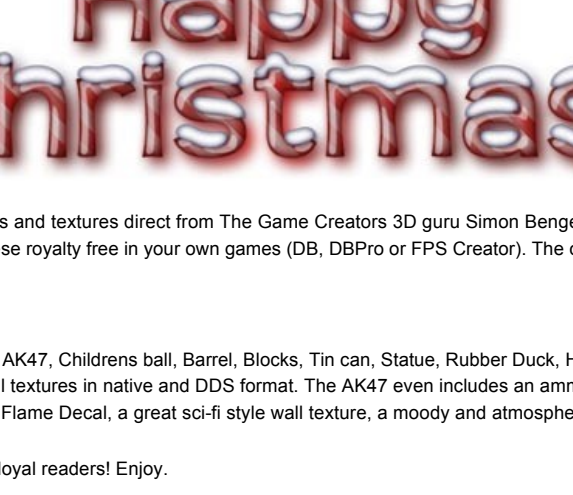 Happy
hristmas
s and textures direct from The Game Creators 3D guru Simon Benge
se royalty free in your own games (DB, DBPro or FPS Creator). The
AK47, Childrens ball, Barrel, Blocks, Tin can, Statue, Rubber Duck, H
l textures in native and DDS format. The AK47 even includes an amm
Flame Decal, a great sci-fi style wall texture, a moody and atmosphe
loyal readers! Enjoy.